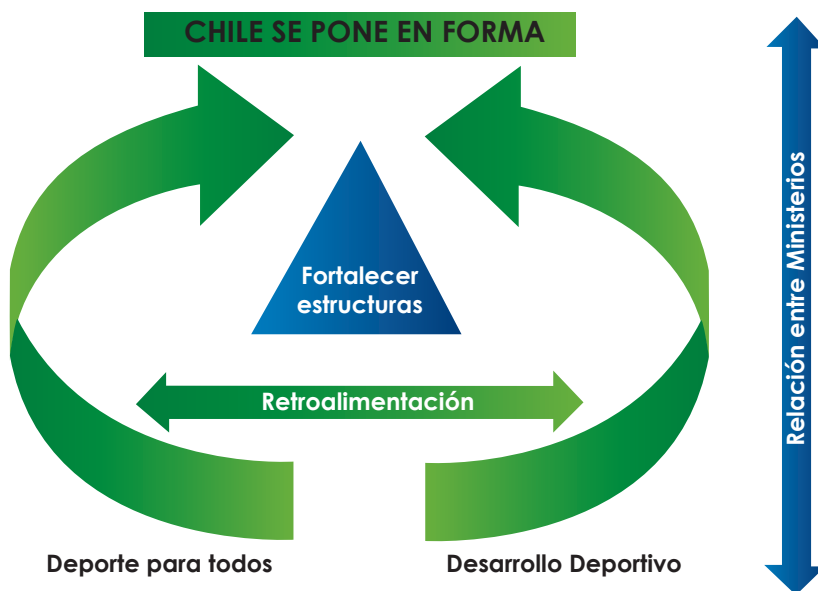 CHILE SE PONE EN FORMA
Fortalecer
estructuras
Retroalimentación
Deporte para todos
Desarrollo Deportivo
Relación entre Ministerios